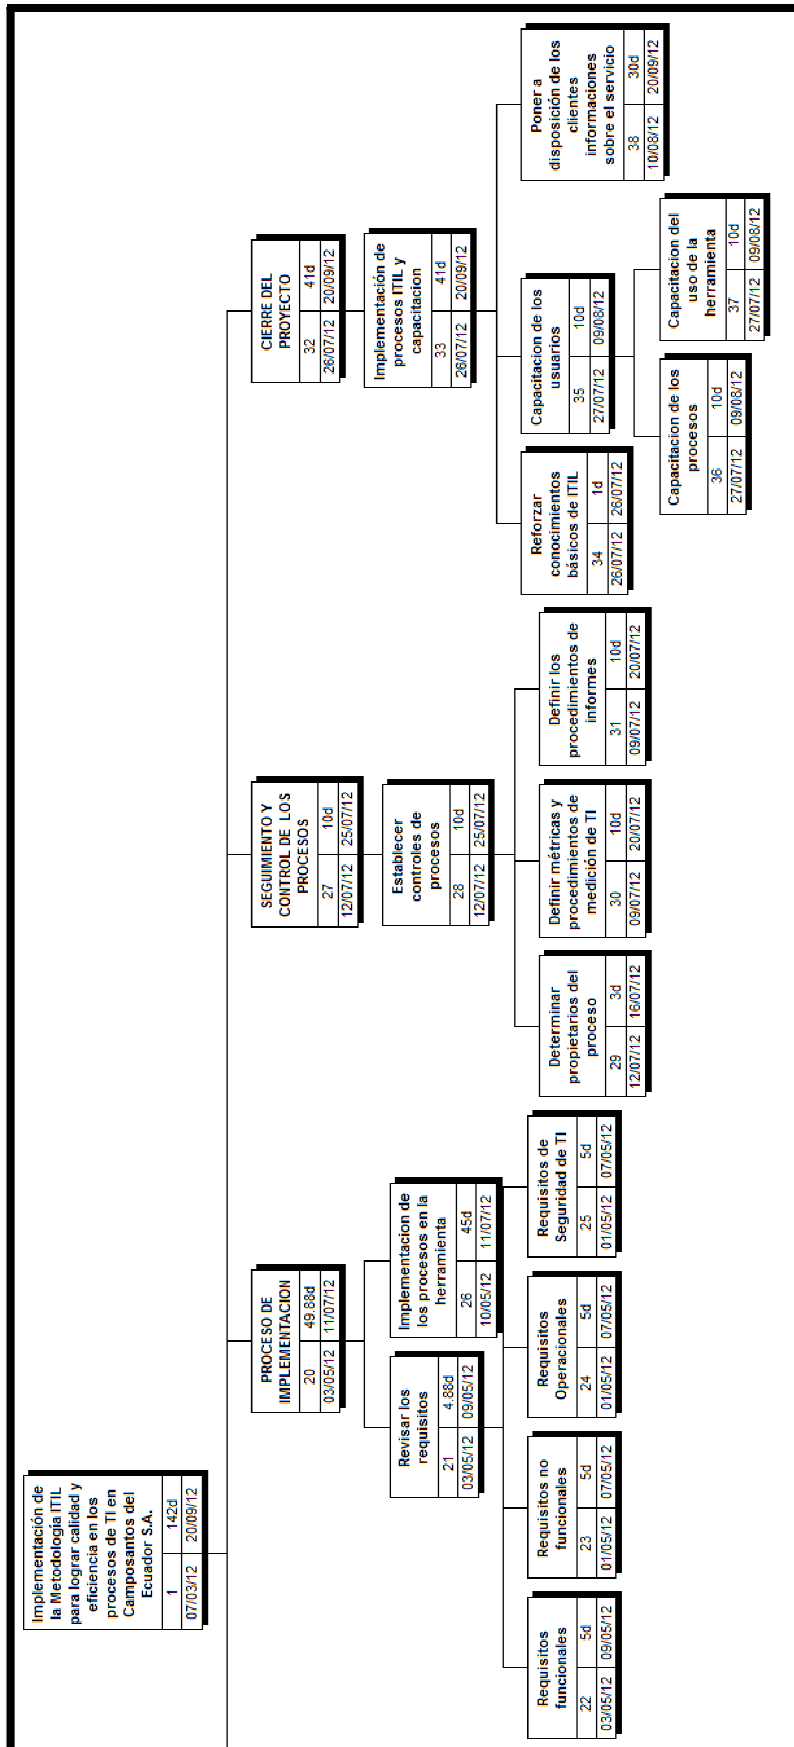 Implementación de
la Metodología ITIL
para lograr calidad y
eficiencia en los
procesos de TI en
Camposantos del
Ecuador S.A.
1 142d
07/03/12 20/09/12
PROCESO DE
IMPLEMENTACION
20 49.88d
03/05/12 11/07/12
Revisar los
requisitos
21 4.88d
03/05/12 09/05/12
Requisitos
funcionales
22 5d
03/05/12 09/05/12
Requisitos no
funcionales
23 5d
01/05/12 07/05/12
Requisitos
Operacionales
24 5d
01/05/12 07/05/12
Requisitos de
Seguridad de TI
25 5d
01/05/12 07/05/12
Implementacion de
los procesos en la
herramienta
26 45d
10/05/12 11/07/12
SEGUIMIENTO Y
CONTROL DE LOS
PROCESOS
27 10d
12/07/12 25/07/12
Establecer
controles de
procesos
28 10d
12/07/12 25/07/12
Determinar
propietarios del
proceso
29 3d
12/07/12 16/07/12
Definir métricas y
procedimientos de
medición de TI
30 10d
09/07/12 20/07/12
Definir los
procedimientos de
informes
31 10d
09/07/12 20/07/12
CIERRE DEL
PROYECTO
32 41d
26/07/12 20/09/12
Implementación de
procesos ITIL y
capacitacion
33 41d
26/07/12 20/09/12
Reforzar
conocimientos
básicos de ITIL
34 1d
26/07/12 26/07/12
Capacitacion de los
usuarios
35 10d
27/07/12 09/08/12
Capacitacion de los
procesos
36 10d
27/07/12 09/08/12
Capacitacion del
uso de la
herramienta
37 10d
27/07/12 09/08/12
Poner a
disposición de los
clientes
informaciones
sobre el servicio
38 30d
10/08/12 20/09/12